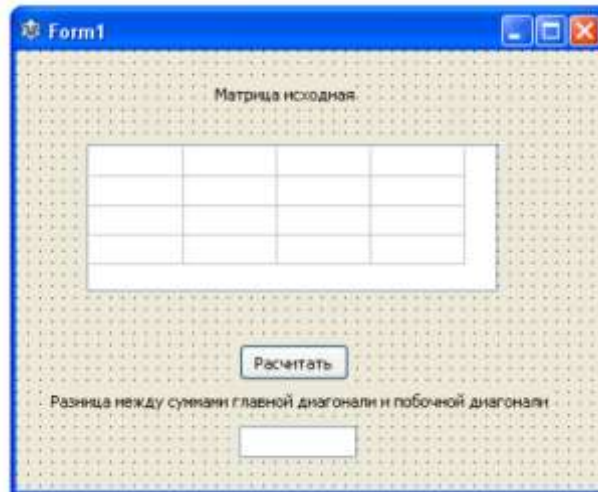 Form1
Матрица исходная
Расчитать
Разница между суммами главной диагонали и побочной диагонали